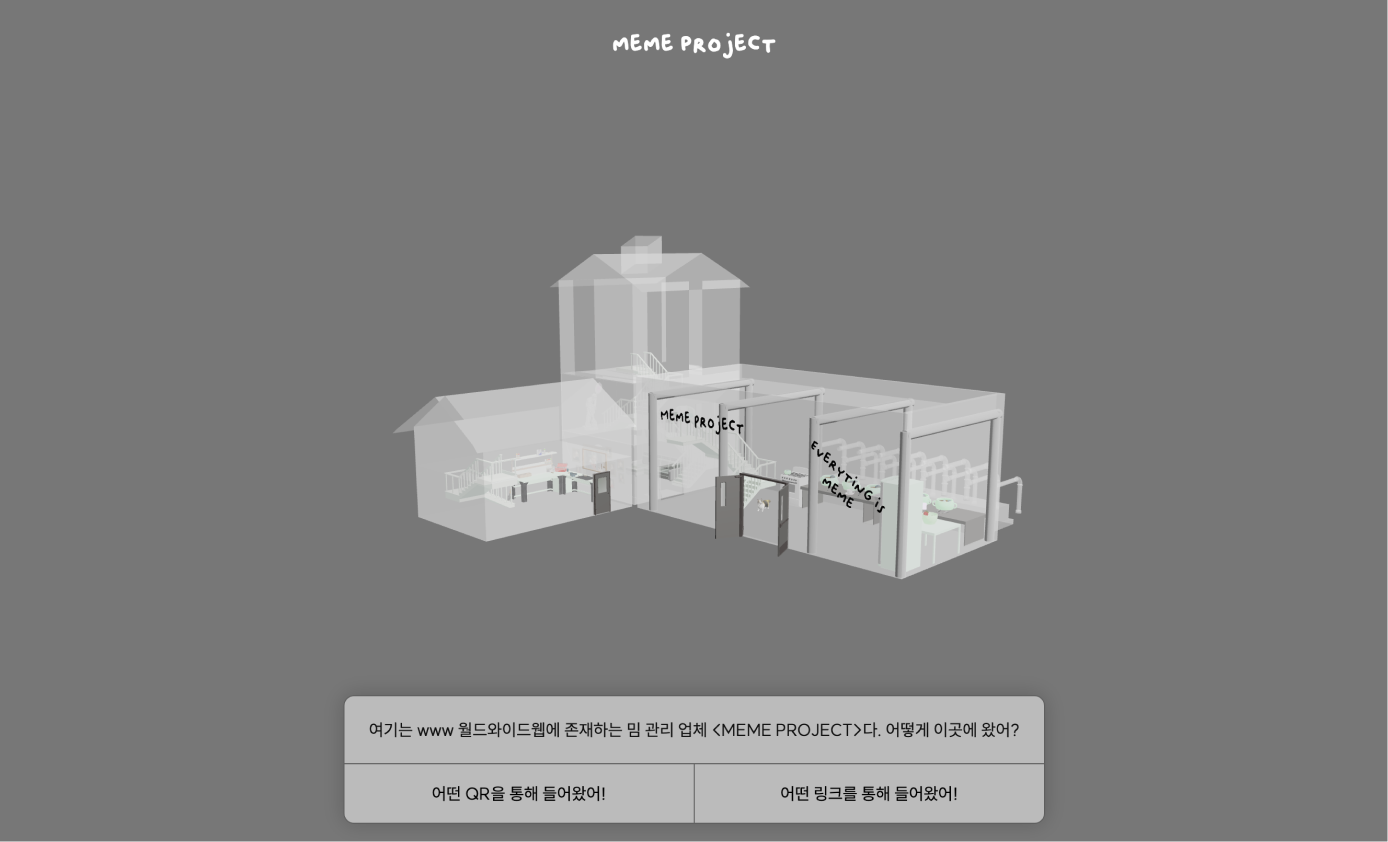 MEME PROjECT
MEME PROjECT
EVERYTiNG iS
MEME
여기는 www 월드와이드웹에 존재하는 밈 관리 업체 <MEME PROJECT>다. 어떻게 이곳에 왔어?
어떤 QR을 통해 들어왔어!
어떤 링크를 통해 들어왔어!